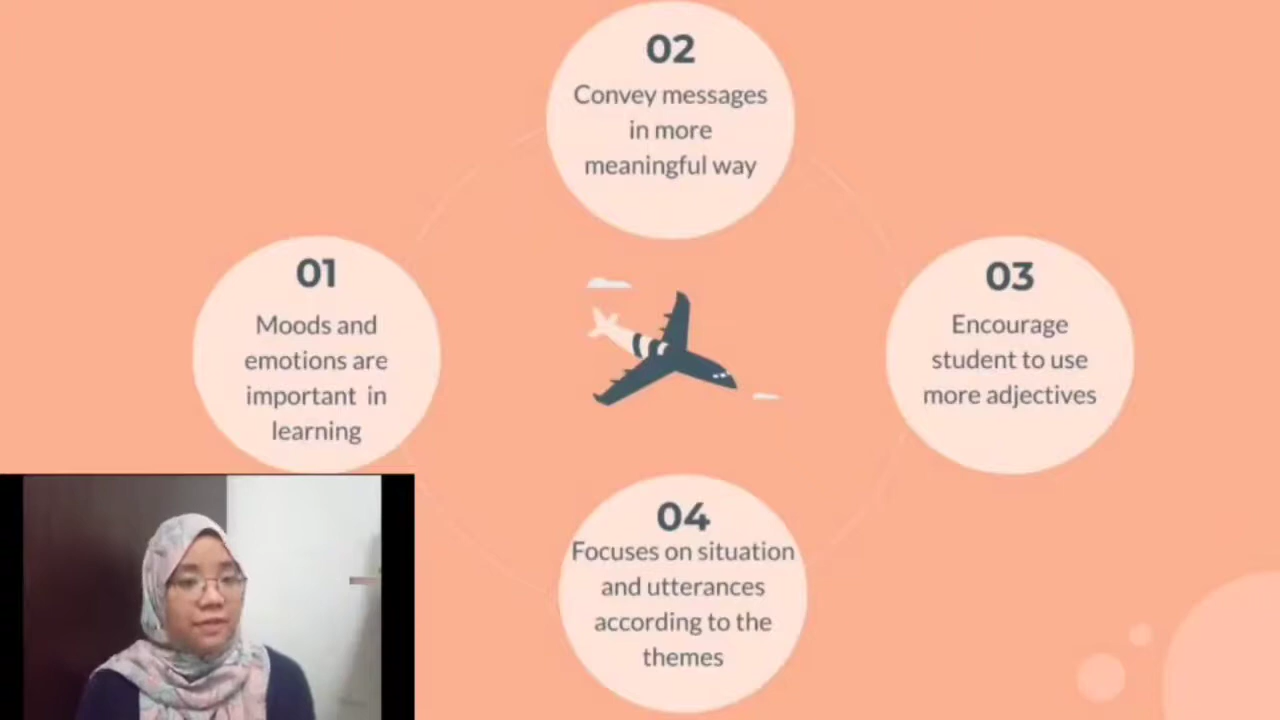 01
Moods and
emotions are
important in
learning
02
Convey messages
in more
meaningful way
03
Encourage
student to use
more adjectives
04
Focuses on situation
and utterances
according to the
themes